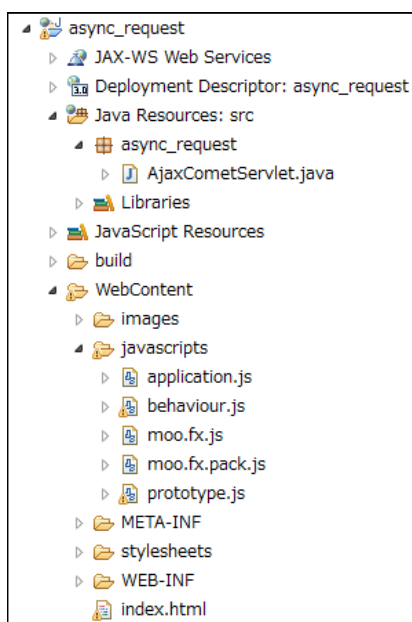 async_request
JAX-WS Web Services
Deployment Descriptor: async_request
Java Resources: src
async_request
AjaxCometServlet.java
Libraries
JavaScript Resources
build
WebContent
images
javascripts
application.js
behaviour.js
moo.fx.js
moo.fx.pack.js
prototype.js
META-INF
stylesheets
WEB-INF
index.html